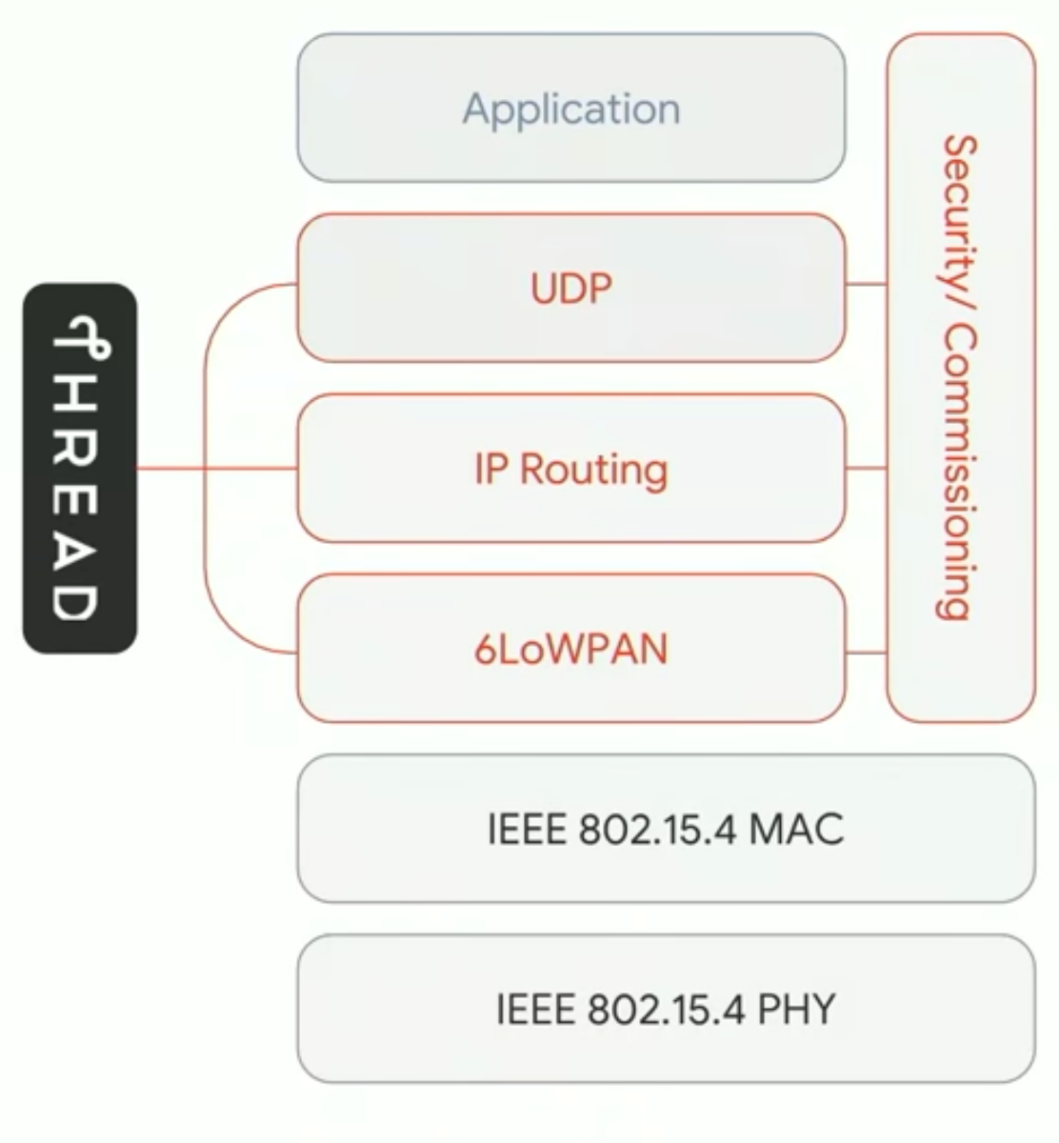 Application
UDP
IP Routing
6LoWPAN
IEEE 802.15.4 MAC
IEEE 802.15.4 PHY
THREAD
Security/ Commissioning